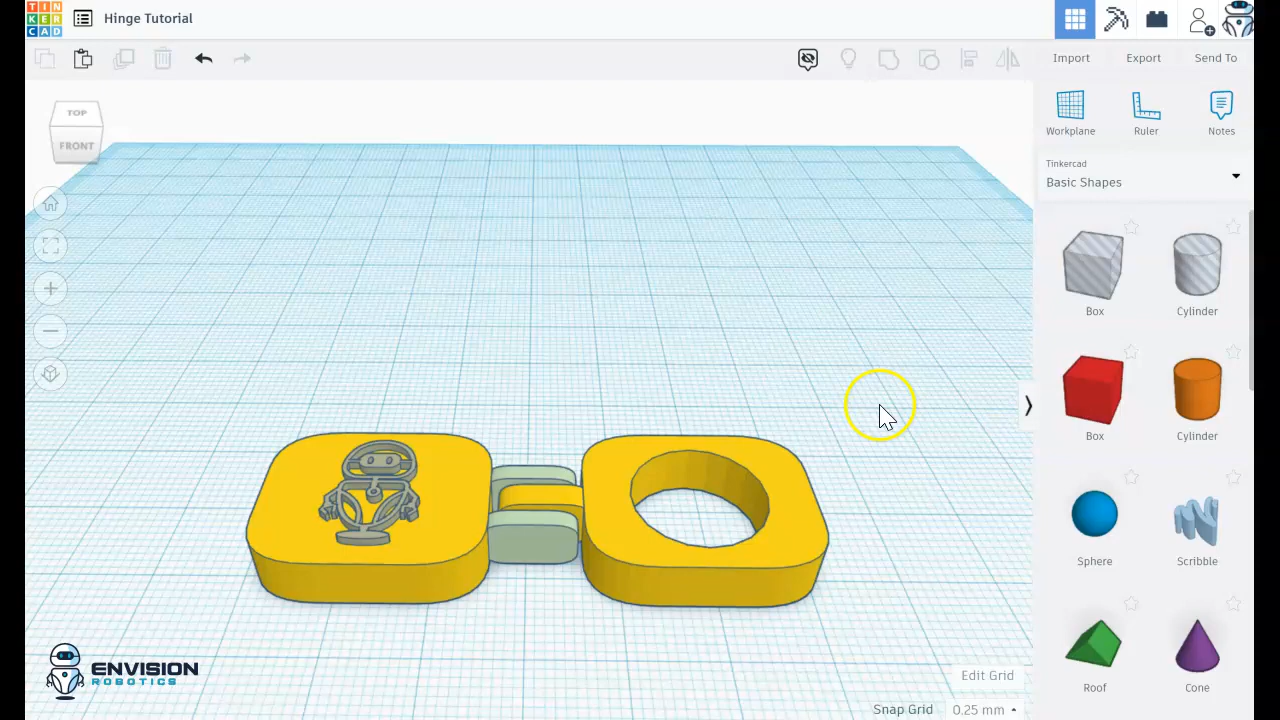 TIN
KER
CAD
Hinge Tutorial
Import
Export
Send To
TOP
FRONT
Workplane
Ruler
Notes
Tinkercad
Basic Shapes
Box
Cylinder
Box
Cylinder
Sphere
Scribble
Roof
Cone
ENVISION
ROBOTICS
Edit Grid
Snap Grid 0.25 mm